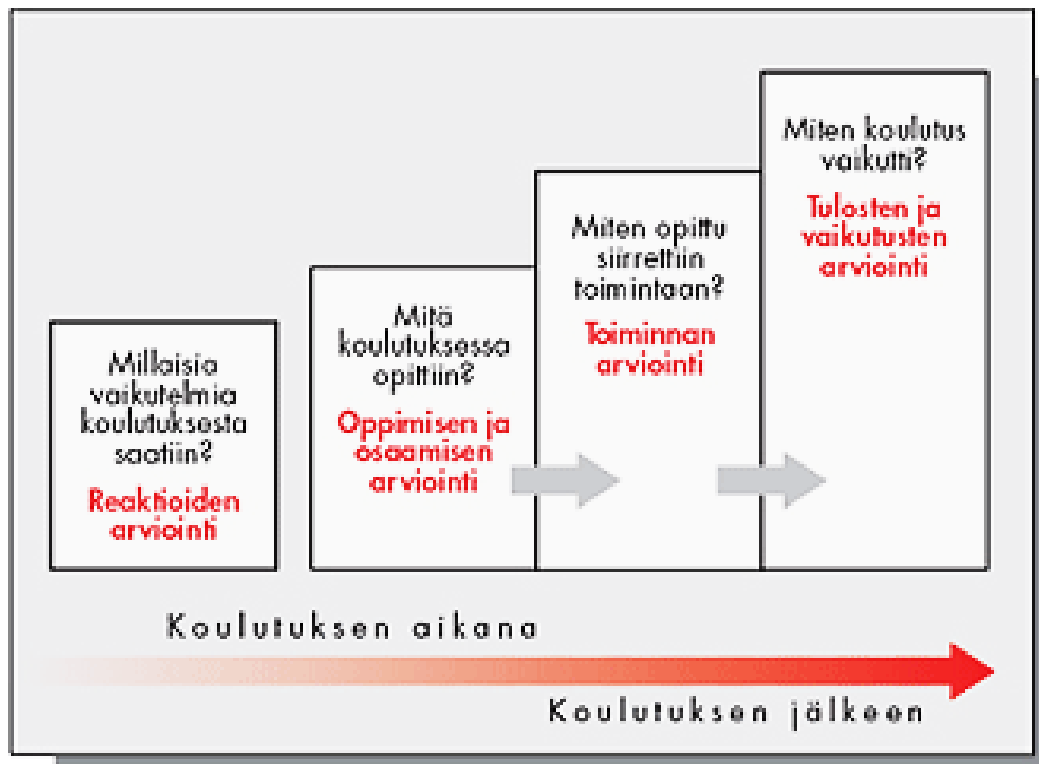 Millaisia
vaikutelmia
koulutuksesta
saatiin?
Reaktioiden
arviointi
Mitä
koulutuksessa
opittiin?
Oppimisen ja
osaamisen
arviointi
Miten opittu
siirrettiin
toimintaan?
Toiminnan
arviointi
Miten koulutus
vaikutti?
Tulosten ja
vaikutusten
arviointi
Koulutuksen aikana
Koulutuksen jälkeen